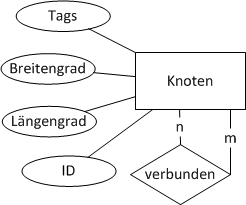 Tags
Breitengrad
Knoten
Längengrad
n
m
ID
verbunden